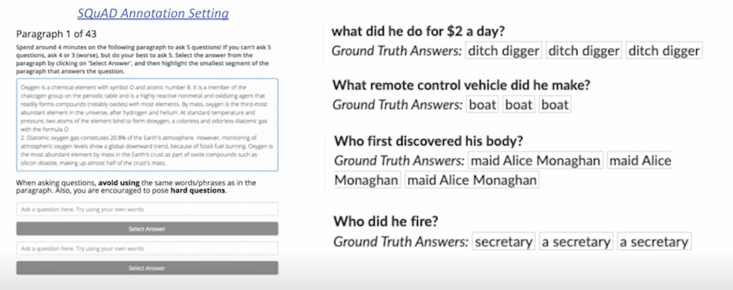 SQuAD Annotation Setting
Paragraph 1 of 43
Spend around 4 minutes on the following paragraph to ask 5 questions! If you can't ask 5
questions, ask 4 or 3 (worse), but do your best to ask 5. Select the answer from the
paragraph by clicking on 'Select Answer', and then highlight the smallest segment of the
paragraph that answers the question.
Oxygen is a chemical element with symbol O and atomic number 8. It is a member of the
chalcogen group on the periodic table and is a highly reactive nonmetal and oxidizing agent that
readily forms compounds (notably oxides) with most elements. By mass, oxygen is the third-most
abundant element in the universe, after hydrogen and helium. At standard temperature and
pressure, two atoms of the element bind to form dioxygen, a colorless and odorless diatomic gas
with the formula O
2. Diatomic oxygen gas constitutes 20.8% of the Earth's atmosphere. However, monitoring of
atmospheric oxygen levels show a global downward trend, because of fossil-fuel burning. Oxygen is
the most abundant element by mass in the Earth's crust as part of oxide compounds such as
silicon dioxide, making up almost half of the crust's mass.
When asking questions, avoid using the same words/phrases as in the
paragraph. Also, you are encouraged to pose hard questions.
Ask a question here. Try using your own words
Select Answer
Ask a question here. Try using your own words
Select Answer
what did he do for $2 a day?
Ground Truth Answers: ditch digger ditch digger ditch digger
What remote control vehicle did he make?
Ground Truth Answers: boat boat boat
Who first discovered his body?
Ground Truth Answers: maid Alice Monaghan maid Alice
Monaghan maid Alice Monaghan
Who did he fire?
Ground Truth Answers: secretary a secretary a secretary